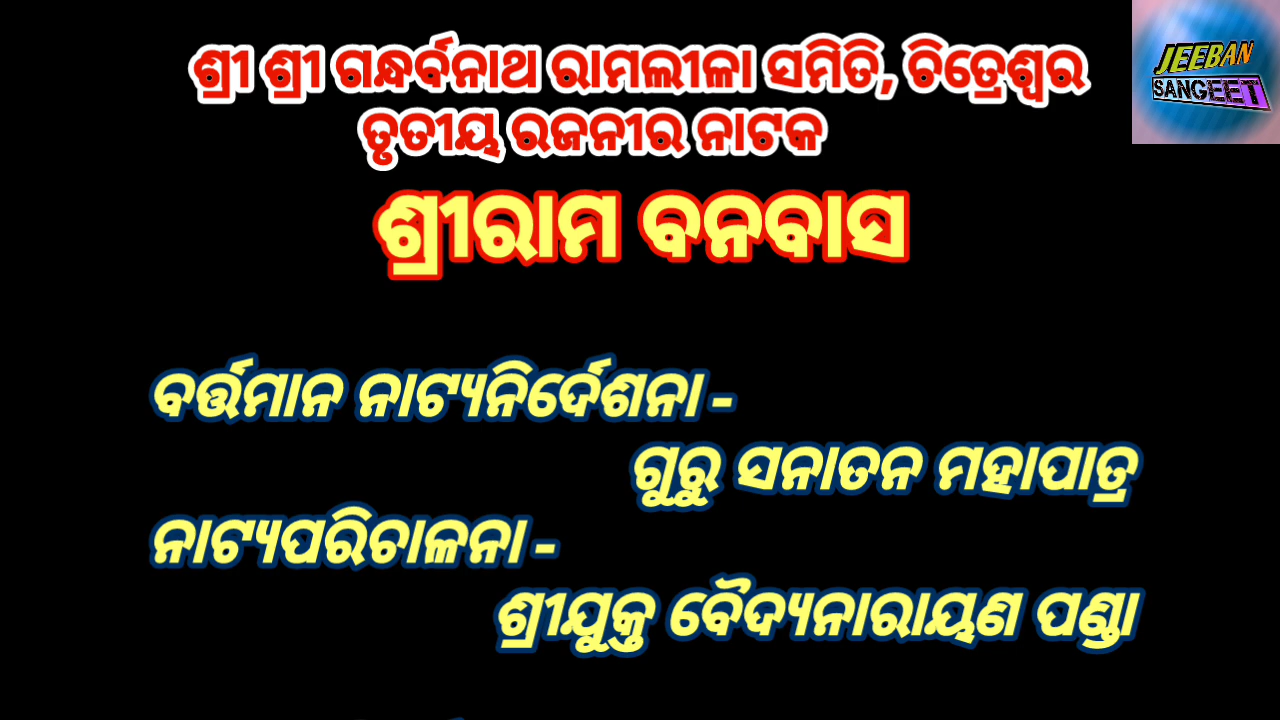 ଶ୍ରୀ ଶ୍ରୀ ଗନ୍ଧର୍ବନାଥ ରାମଲୀଳା ସମିତି, ଚିତ୍ରେଶ୍ୱର
ତୃତୀୟ ରଜନୀର ନାଟକ
ଶ୍ରୀରାମ ବନବାସ
ବର୍ତ୍ତମାନ ନାଟ୍ୟନିର୍ଦେଶନା -
ଗୁରୁ ସନାତନ ମହାପାତ୍ର
ନାଟ୍ୟପରିଚାଳନା -
ଶ୍ରୀଯୁକ୍ତ ବୈଦ୍ୟନାରାୟଣ ପଣ୍ଡା
JEEBAN
SANGEET